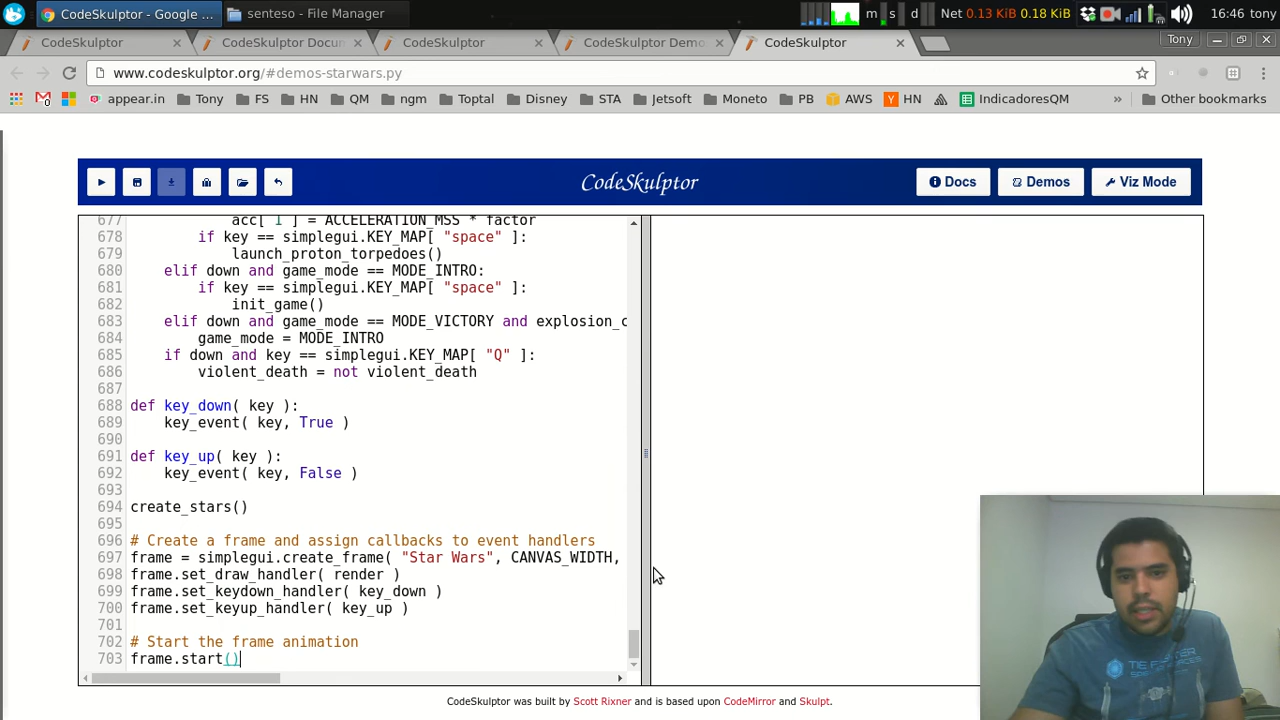 CodeSkulptor - Google ...
senteso - File Manager
m s d Net 0.13 KiB 0.18 KiB 16:46 tony
CodeSkulptor
CodeSkulptor Docum
CodeSkulptor
CodeSkulptor Demo
CodeSkulptor
Tony
www.codeskulptor.org/#demos-starwars.py
appear.in Tony FS HN QM ngm Toptal Disney STA Jetsoft Moneto PB AWS HN IndicadoresQM » Other bookmarks
CodeSkulptor
Docs
Demos
Viz Mode
677 acc[ 1 ] = ACCELERATION_MSS * factor
678 if key == simplegui.KEY_MAP[ "space" ]:
679 launch_proton_torpedoes()
680 elif down and game_mode == MODE_INTRO:
681 if key == simplegui.KEY_MAP[ "space" ]:
682 init_game()
683 elif down and game_mode == MODE_VICTORY and explosion_c
684 game_mode = MODE_INTRO
685 if down and key == simplegui.KEY_MAP[ "Q" ]:
686 violent_death = not violent_death
687
688 def key_down( key ):
689 key_event( key, True )
690
691 def key_up( key ):
692 key_event( key, False )
693
694 create_stars()
695
696 # Create a frame and assign callbacks to event handlers
697 frame = simplegui.create_frame( "Star Wars", CANVAS_WIDTH,
698 frame.set_draw_handler( render )
699 frame.set_keydown_handler( key_down )
700 frame.set_keyup_handler( key_up )
701
702 # Start the frame animation
703 frame.start()
TIE FIGHTER
CodeSkulptor was built by Scott Rixner and is based upon CodeMirror and Skulpt.